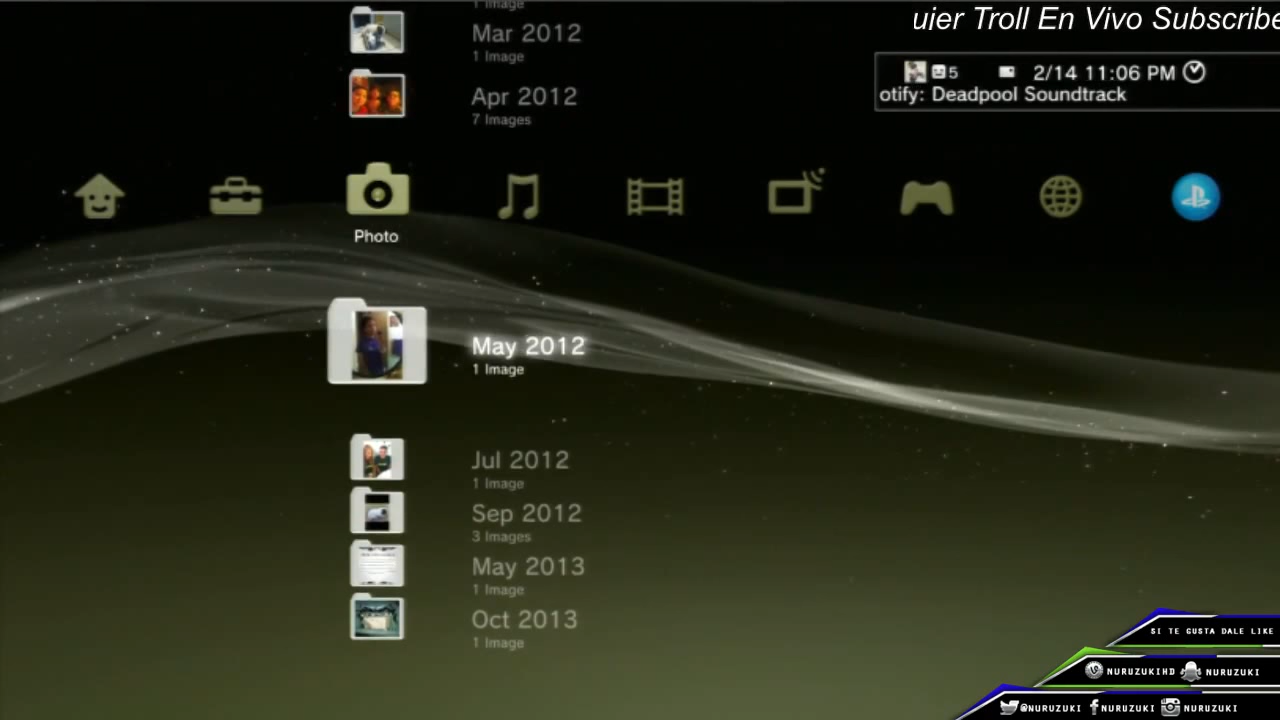 1 Image
Mar 2012
1 Image
Apr 2012
7 Images
uier Troll En Vivo Subscribe
5
2/14 11:06 PM
otify: Deadpool Soundtrack
Photo
May 2012
1 Image
Jul 2012
1 Image
Sep 2012
3 Images
May 2013
1 Image
Oct 2013
1 Image
SI TE GUSTA DALE LIKE
NURUZUKIHD NURUZUKI
@NURUZUKI NURUZUKI NURUZUKI